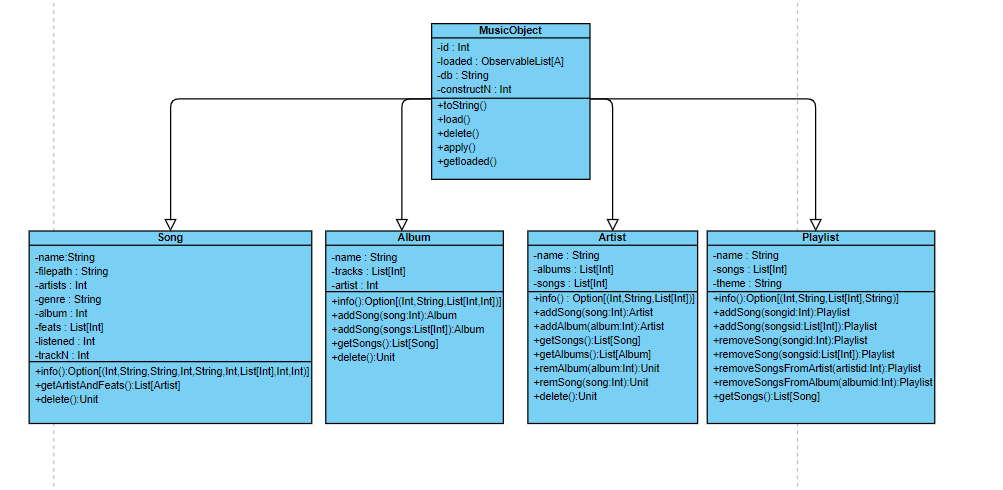 MusicObject
-id : Int
-loaded : ObservableList[A]
-db : String
-constructN : Int
+toString()
+load()
+delete()
+apply()
+getloaded()
Song
-name:String
-filepath : String
-artists : Int
-genre : String
-album : Int
-feats : List[Int]
-listened : Int
-trackN : Int
+info():Option[(Int,String,String,Int,String,Int,List[Int],Int,Int)]
+getArtistAndFeats():List[Artist]
+delete():Unit
Album
-name : String
-tracks : List[Int]
-artist : Int
+info():Option[(Int,String,List[Int,Int])]
+addSong(song:Int):Album
+addSong(songs:List[Int]):Album
+getSongs():List[Song]
+delete():Unit
Artist
-name : String
-albums : List[Int]
-songs : List[Int]
+info() : Option[(Int,String,List[Int])]
+addSong(song:Int):Artist
+addAlbum(album:Int):Artist
+getSongs():List[Song]
+getAlbums():List[Album]
+remAlbum(album:Int):Unit
+remSong(song:Int):Unit
+delete():Unit
Playlist
-name : String
-songs : List[Int]
-theme : String
+info():Option[(Int,String,List[Int],String)]
+addSong(songid:Int):Playlist
+addSong(songsid:List[Int]):Playlist
+removeSong(songid:Int):Playlist
+removeSong(songsid:List[Int]):Playlist
+removeSongsFromArtist(artistid:Int):Playlist
+removeSongsFromAlbum(albumid:Int):Playlist
+getSongs():List[Song]